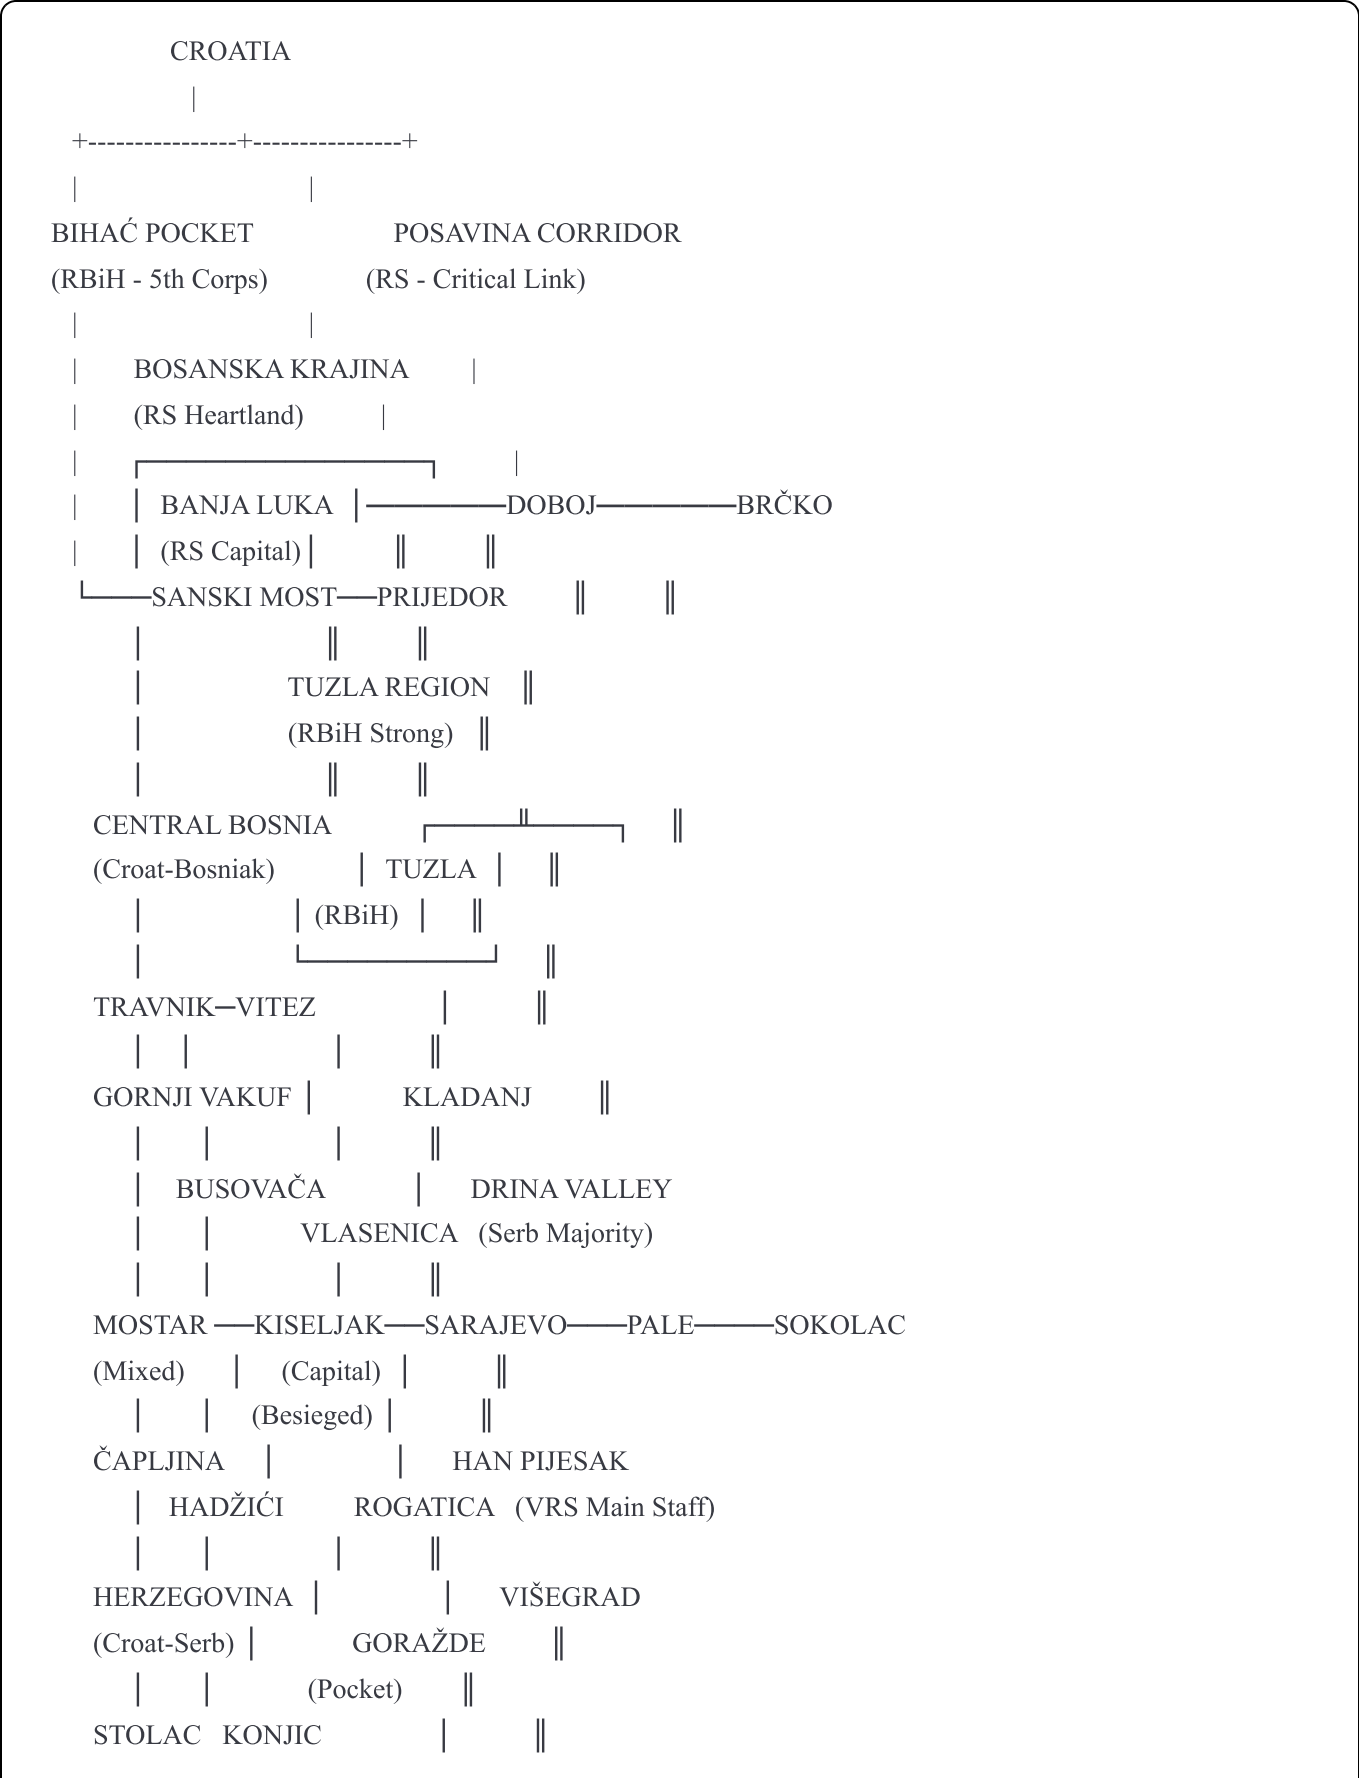 CROATIA
|
+----------------+----------------+
| |
BIHAĆ POCKET POSAVINA CORRIDOR
(RBiH - 5th Corps) (RS - Critical Link)
| |
| BOSANSKA KRAJINA |
| (RS Heartland) |
| ┌───────────────┐ |
| │ BANJA LUKA │───────DOBOJ───────BRČKO
| │ (RS Capital) │ ║ ║
└───SANSKI MOST──PRIJEDOR ║ ║
│ ║ ║
│ TUZLA REGION ║
│ (RBiH Strong) ║
│ ║ ║
CENTRAL BOSNIA ┌────╨────┐ ║
(Croat-Bosniak) │ TUZLA │ ║
│ │ (RBiH) │ ║
│ └─────────┘ ║
TRAVNIK─VITEZ │ ║
│ │ │ ║
GORNJI VAKUF │ KLADANJ ║
│ │ │ ║
│ BUSOVAČA │ DRINA VALLEY
│ │ VLASENICA (Serb Majority)
│ │ │ ║
MOSTAR ──KISELJAK──SARAJEVO───PALE────SOKOLAC
(Mixed) │ (Capital) │ ║
│ │ (Besieged) │ ║
ČAPLJINA │ │ HAN PIJESAK
│ HADŽIĆI ROGATICA (VRS Main Staff)
│ │ │ ║
HERZEGOVINA │ │ VIŠEGRAD
(Croat-Serb) │ GORAŽDE ║
│ │ (Pocket) ║
STOLAC KONJIC │ ║